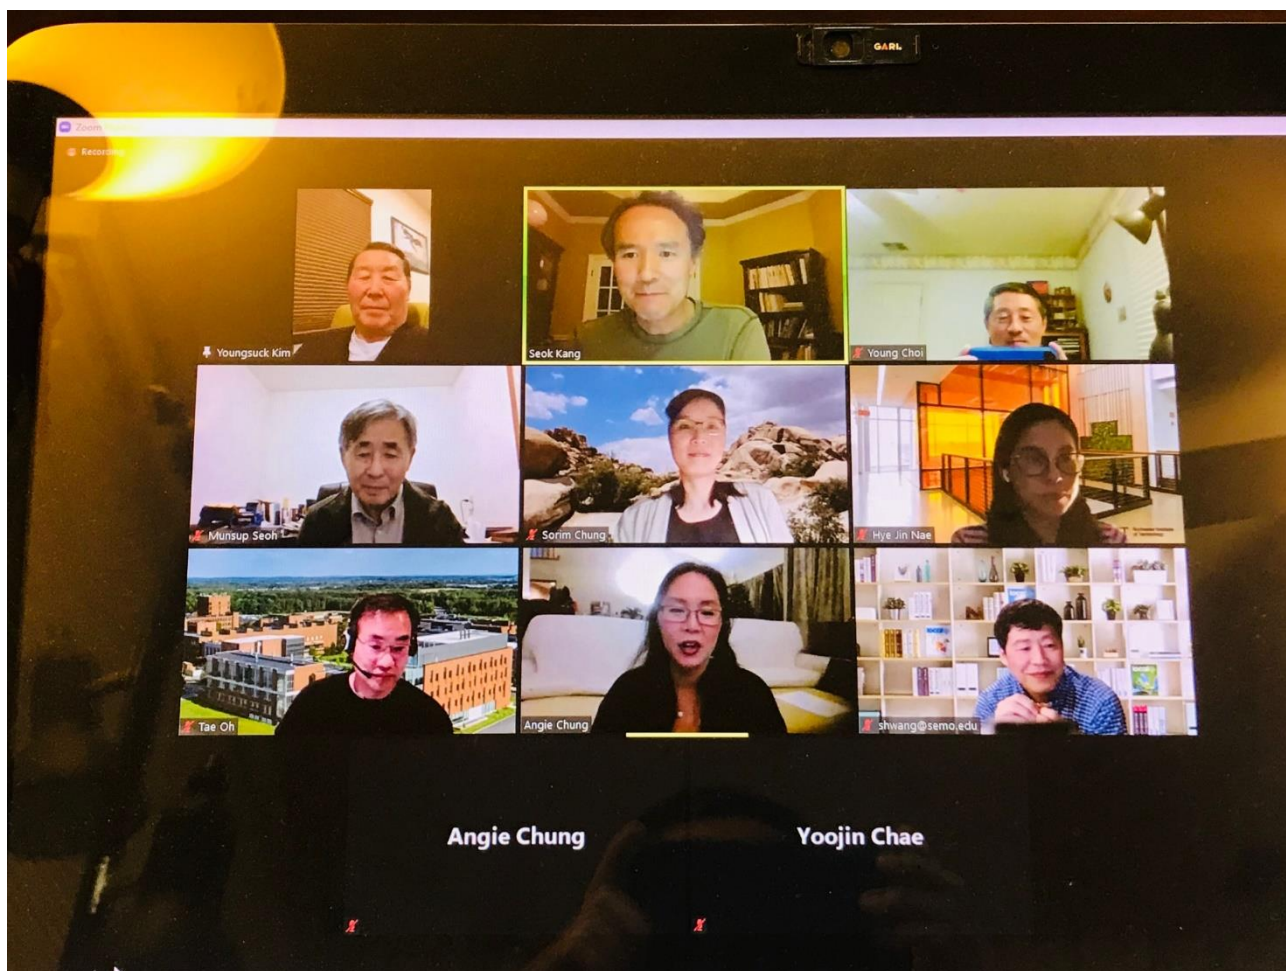 GARL
Zoom
Recording
Youngsuck Kim
Seok Kang
Young Choi
Munsup Seoh
Sorim Chung
Hye Jin Nae
Tae Oh
Angie Chung
shwang@semo.edu
Angie Chung
Yoojin Chae